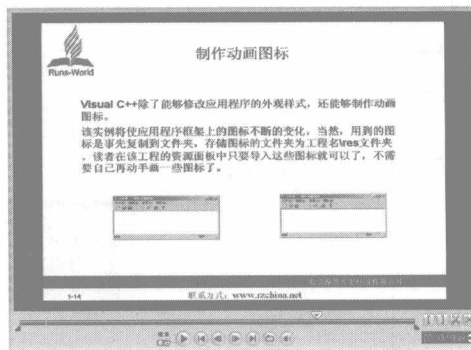 Runs-World
制作动画图标
Visual C++除了能够修改应用程序的外观样式，还能够制作动画
图标。
该实例将使应用程序框架上的图标不断的变化，当然，用到的图
标是事先复制到文件夹，存储图标的文件夹为工程名\res文件夹
，读者在该工程的资源面板中只要导入这些图标就可以了，不需
要自己再动手画一些图标了。
1-14
联系方式：www.rzchina.net